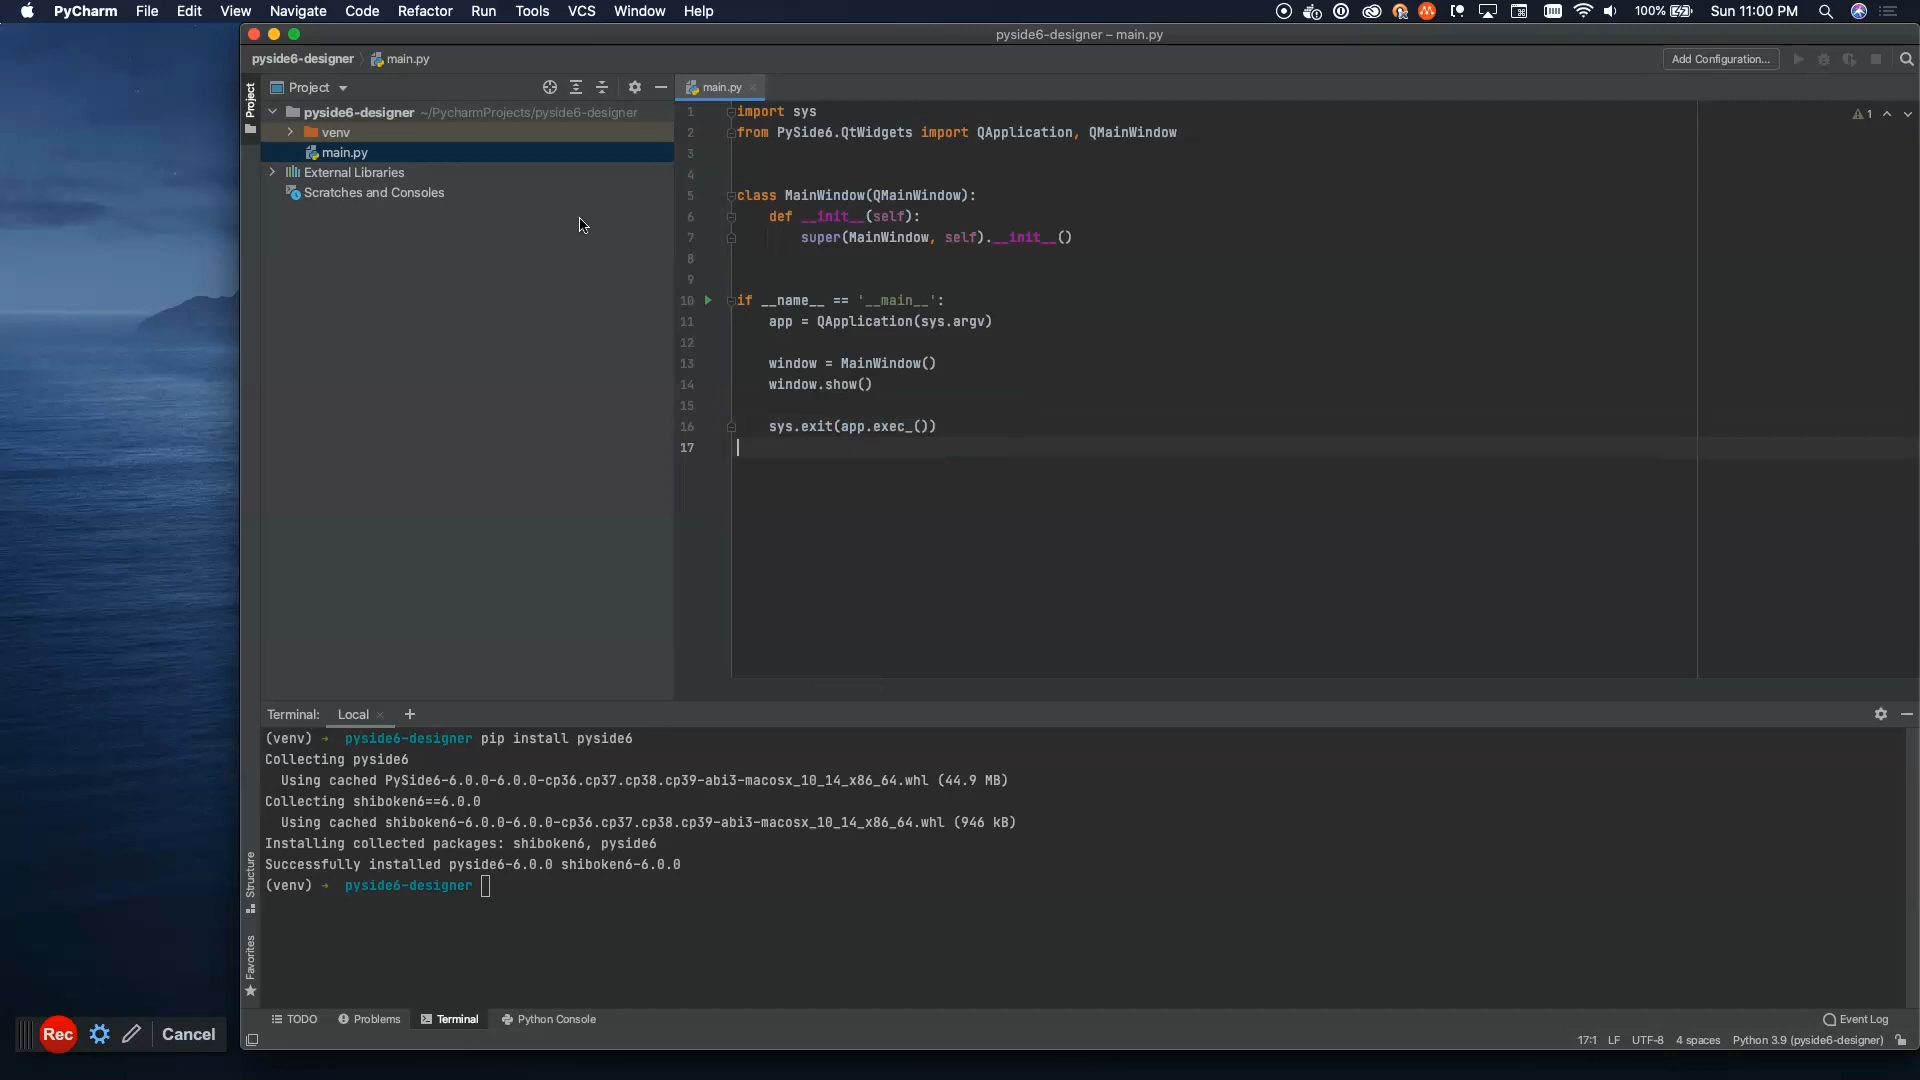 PyCharm File Edit View Navigate Code Refactor Run Tools VCS Window Help 100% Sun 11:00 PM
pyside6-designer – main.py
pyside6-designer main.py Add Configuration...
Project
Project
main.py
pyside6-designer ~/PycharmProjects/pyside6-designer
venv
main.py
External Libraries
Scratches and Consoles
1 import sys
2 from PySide6.QtWidgets import QApplication, QMainWindow
3
4
5 class MainWindow(QMainWindow):
6 def __init__(self):
7 super(MainWindow, self).__init__()
8
9
10 if __name__ == '__main__':
11 app = QApplication(sys.argv)
12
13 window = MainWindow()
14 window.show()
15
16 sys.exit(app.exec_())
17
1
Terminal: Local +
(venv) → pyside6-designer pip install pyside6
Collecting pyside6
Using cached PySide6-6.0.0-6.0.0-cp36.cp37.cp38.cp39-abi3-macosx_10_14_x86_64.whl (44.9 MB)
Collecting shiboken6==6.0.0
Using cached shiboken6-6.0.0-6.0.0-cp36.cp37.cp38.cp39-abi3-macosx_10_14_x86_64.whl (946 kB)
Installing collected packages: shiboken6, pyside6
Successfully installed pyside6-6.0.0 shiboken6-6.0.0
(venv) → pyside6-designer
Structure
Favorites
TODO Problems Terminal Python Console Event Log
17:1 LF UTF-8 4 spaces Python 3.9 (pyside6-designer)
Rec Cancel